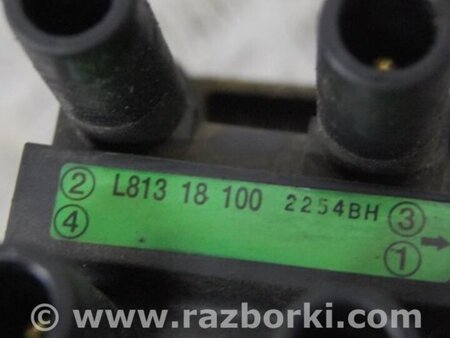 ② L813 18 100 2254BH ③
④ ① →
© www.razborki.com